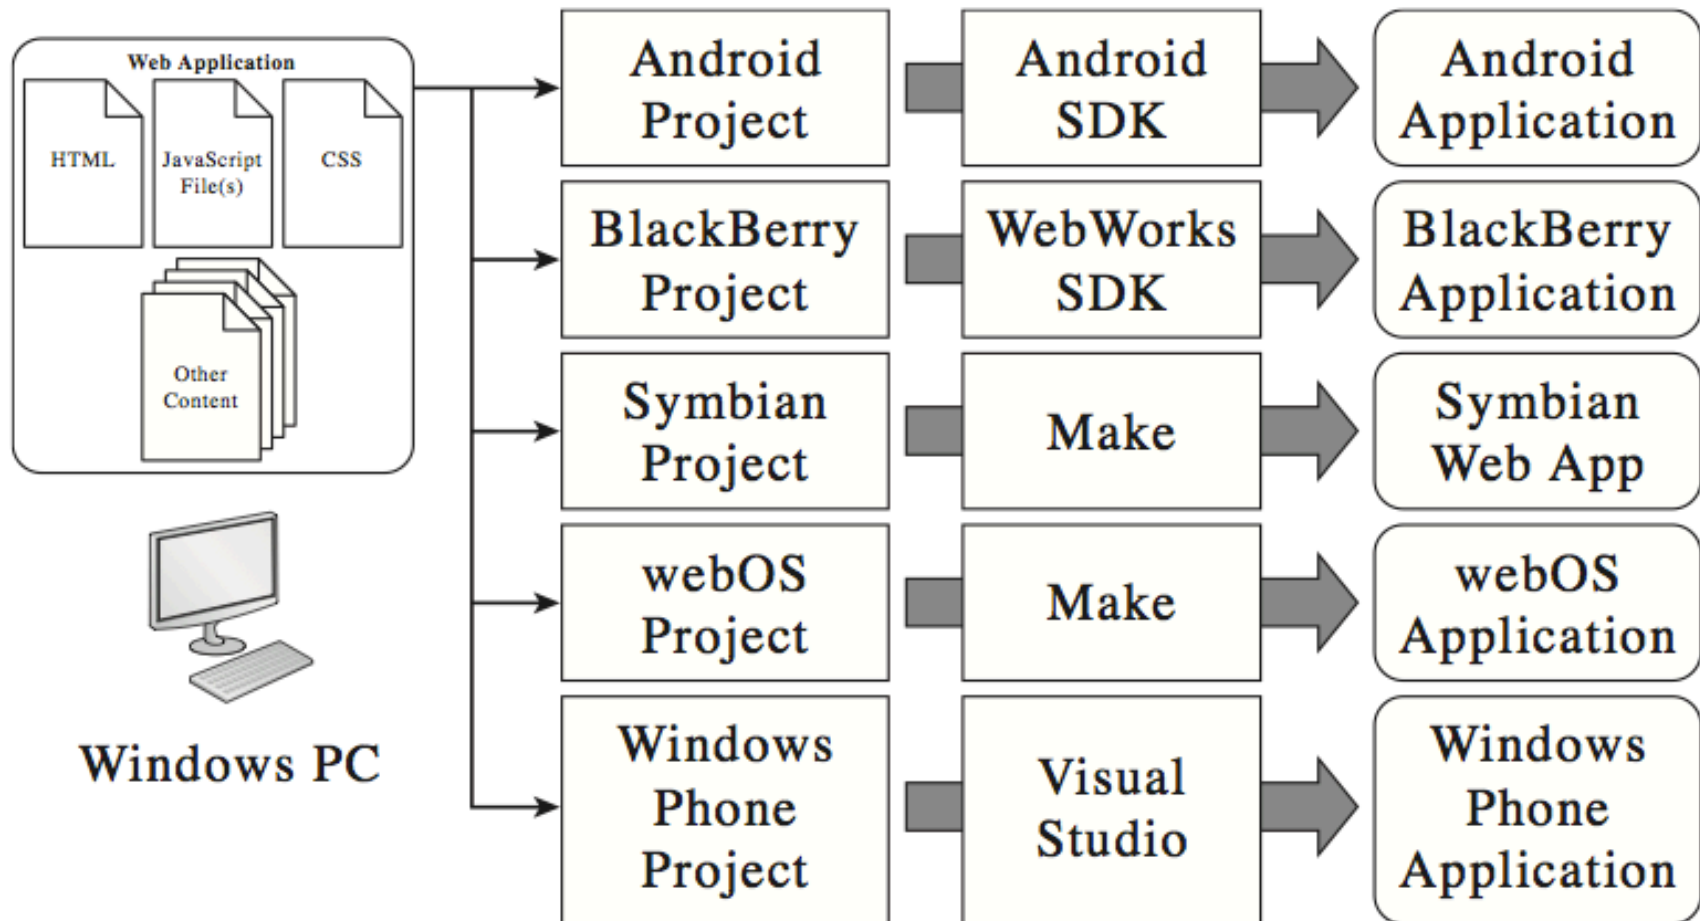 Web Application
HTML
JavaScript
File(s)
CSS
Other
Content
Windows PC
Android
Project
Android
SDK
Android
Application
BlackBerry
Project
WebWorks
SDK
BlackBerry
Application
Symbian
Project
Make
Symbian
Web App
webOS
Project
Make
webOS
Application
Windows
Phone
Project
Visual
Studio
Windows
Phone
Application